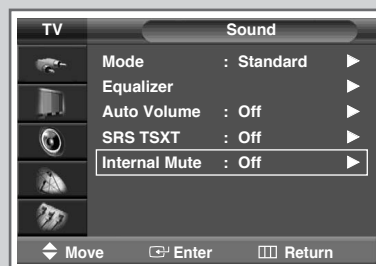 TV Sound
Mode : Standard
Equalizer
Auto Volume : Off
SRS TSXT : Off
Internal Mute : Off
Move Enter Return